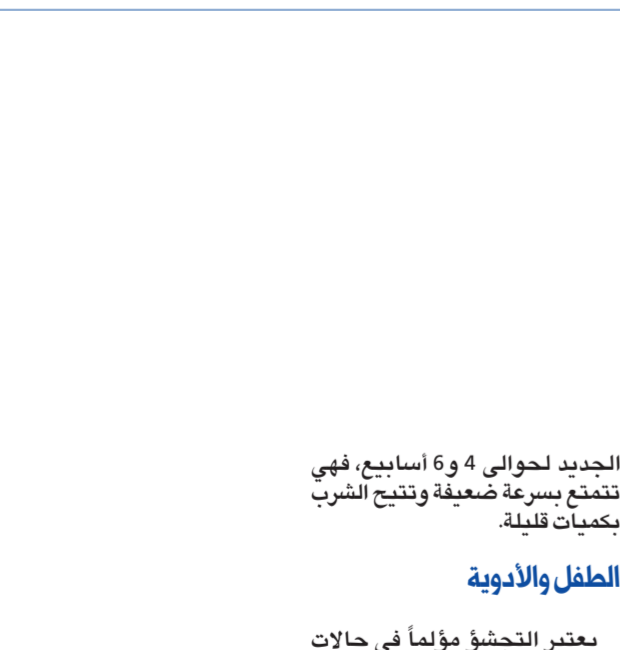 الجديد لحوالى 4 و6 أسابيع، فهي
تتمتع بسرعة ضعيفة وتتيح الشرب
بكميات قليلة.
الطفل والأدوية
يعتبر التجشؤ مؤلماً في حالات